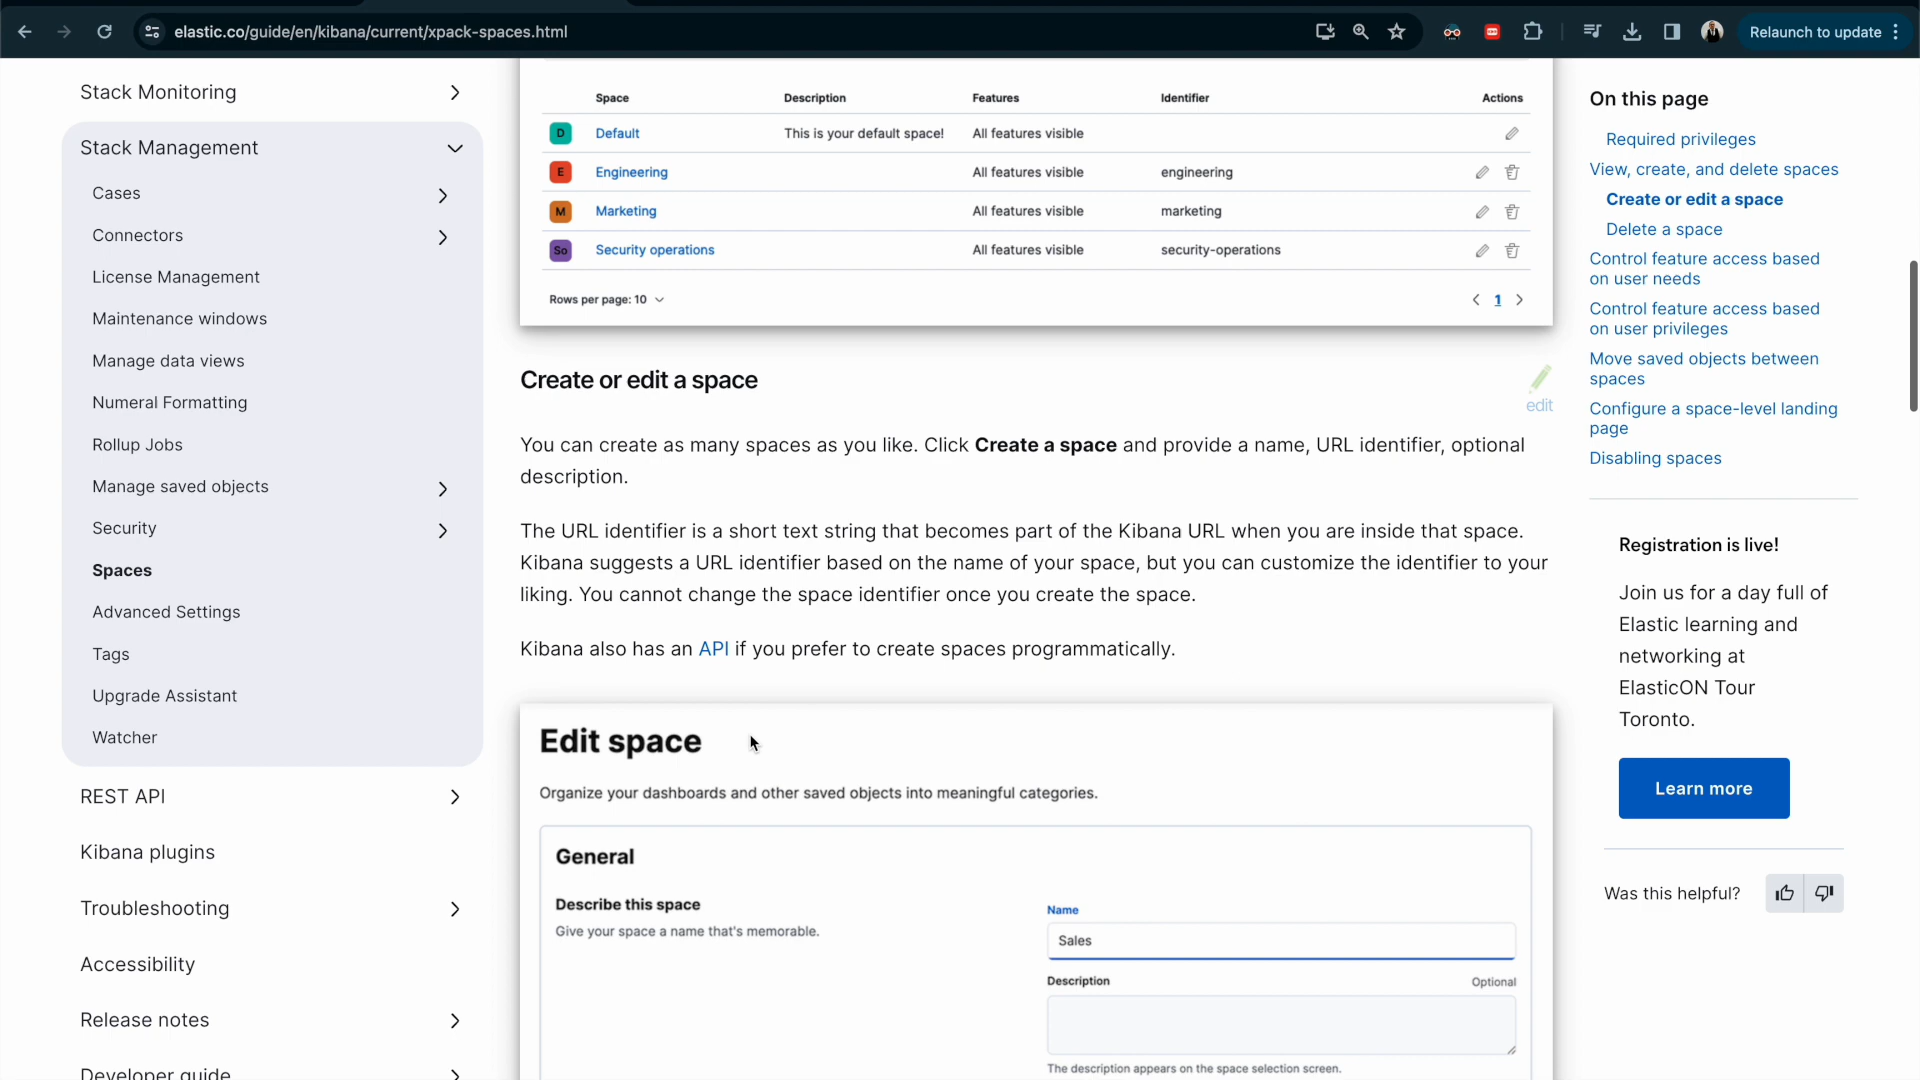 elastic.co/guide/en/kibana/current/xpack-spaces.html
Relaunch to update
Stack Monitoring
Stack Management
Cases
Connectors
License Management
Maintenance windows
Manage data views
Numeral Formatting
Rollup Jobs
Manage saved objects
Security
Spaces
Advanced Settings
Tags
Upgrade Assistant
Watcher
REST API
Kibana plugins
Troubleshooting
Accessibility
Release notes
Developer guide
Space Description Features Identifier Actions
D Default This is your default space! All features visible
E Engineering All features visible engineering
M Marketing All features visible marketing
So Security operations All features visible security-operations
Rows per page: 10
1
Create or edit a space
edit
You can create as many spaces as you like. Click Create a space and provide a name, URL identifier, optional
description.
The URL identifier is a short text string that becomes part of the Kibana URL when you are inside that space.
Kibana suggests a URL identifier based on the name of your space, but you can customize the identifier to your
liking. You cannot change the space identifier once you create the space.
Kibana also has an API if you prefer to create spaces programmatically.
Edit space
Organize your dashboards and other saved objects into meaningful categories.
General
Describe this space
Give your space a name that's memorable.
Name
Sales
Description Optional
The description appears on the space selection screen.
On this page
Required privileges
View, create, and delete spaces
Create or edit a space
Delete a space
Control feature access based
on user needs
Control feature access based
on user privileges
Move saved objects between
spaces
Configure a space-level landing
page
Disabling spaces
Registration is live!
Join us for a day full of
Elastic learning and
networking at
ElasticON Tour
Toronto.
Learn more
Was this helpful?